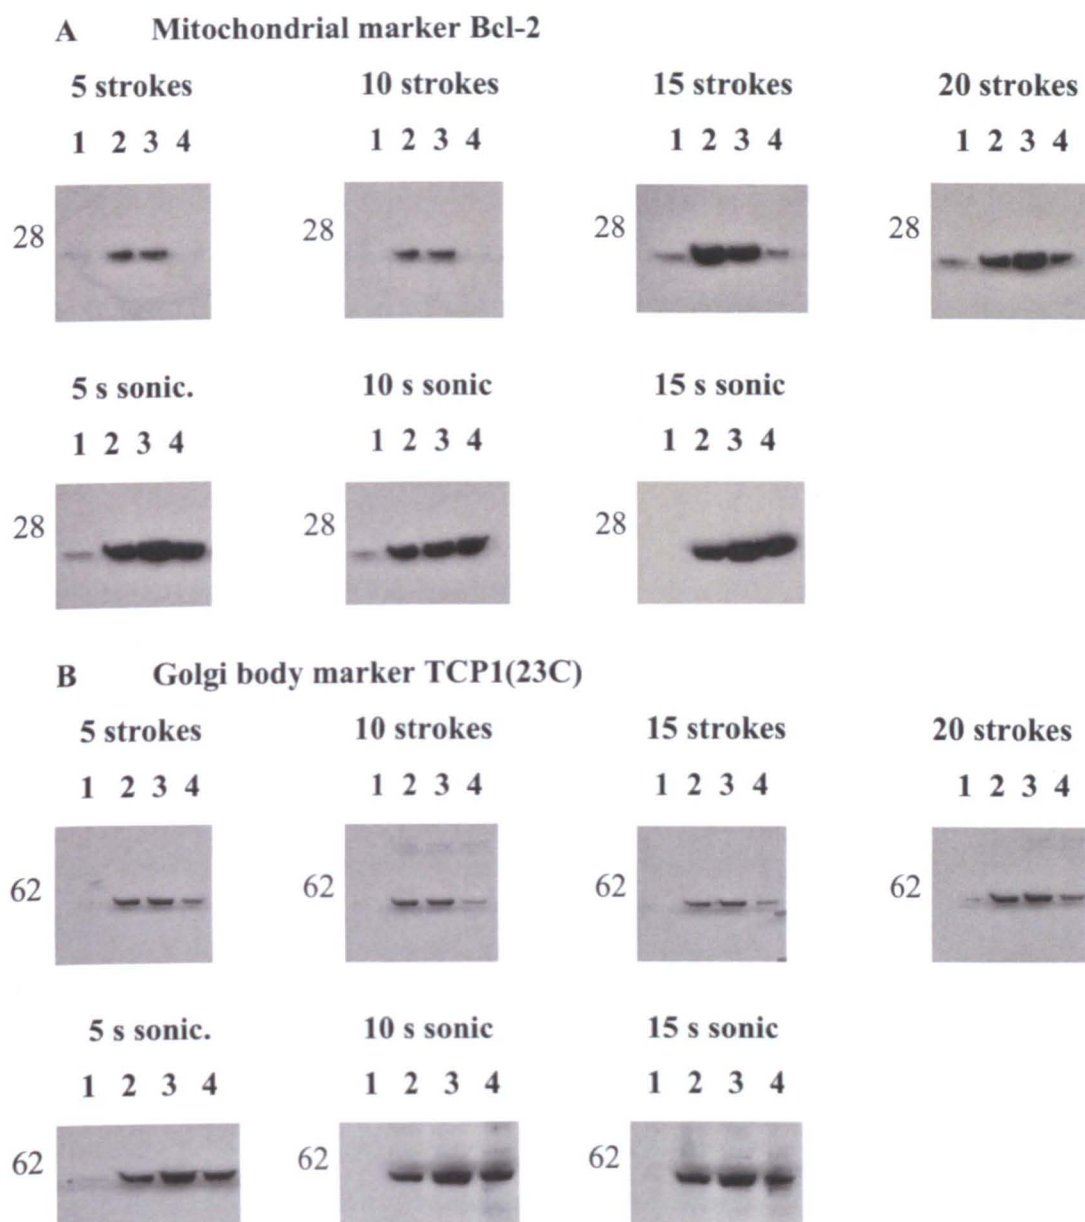 A Mitochondrial marker Bcl-2
5 strokes 10 strokes 15 strokes 20 strokes
1 2 3 4 1 2 3 4 1 2 3 4 1 2 3 4
28 28 28 28
5 s sonic. 10 s sonic 15 s sonic
1 2 3 4 1 2 3 4 1 2 3 4
28 28 28
B Golgi body marker TCP1(23C)
5 strokes 10 strokes 15 strokes 20 strokes
1 2 3 4 1 2 3 4 1 2 3 4 1 2 3 4
62 62 62 62
5 s sonic. 10 s sonic 15 s sonic
1 2 3 4 1 2 3 4 1 2 3 4
62 62 62